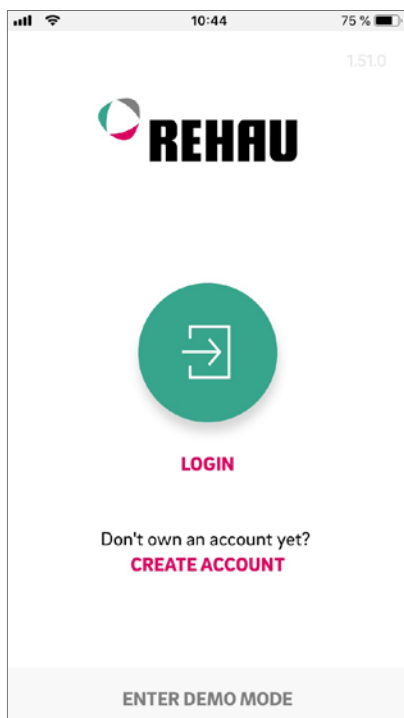 10:44
75 %
1.51.0
REHAU
LOGIN
Don't own an account yet?
CREATE ACCOUNT
ENTER DEMO MODE